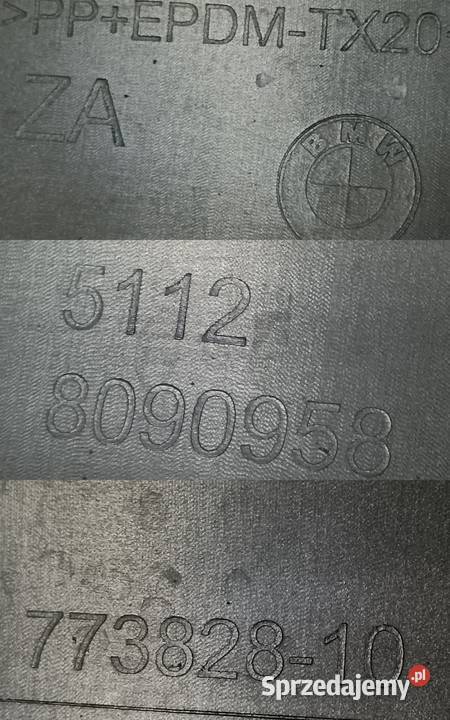 >PP+EPDM-TX20
ZA
BMW
5112
8090958
773828-10
Sprzedajemy.pl